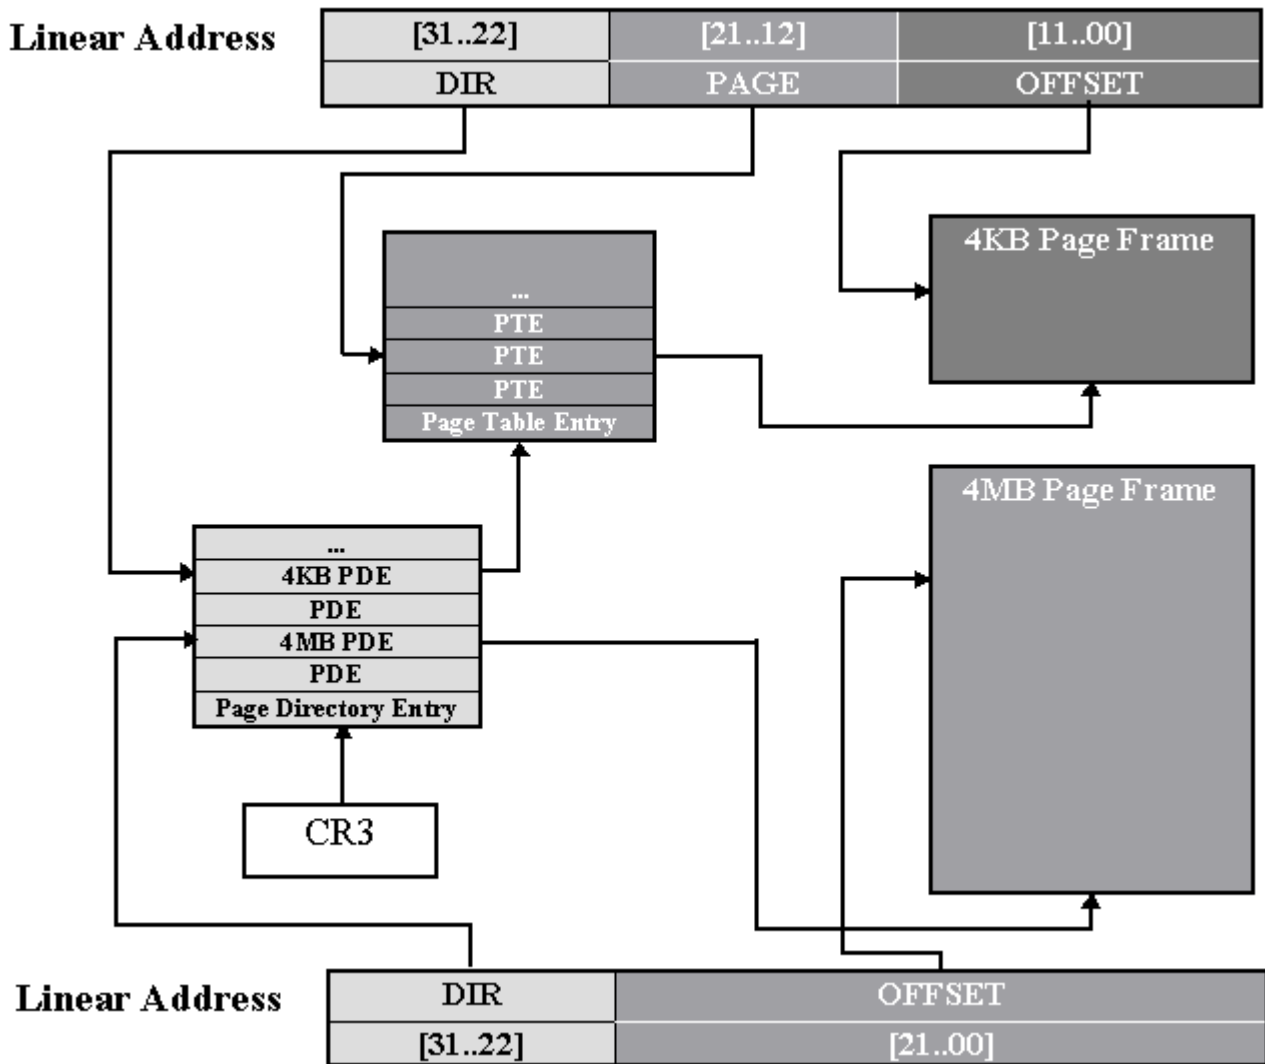 Linear Address
[31..22] [21..12] [11..00]
DIR PAGE OFFSET
4KB Page Frame
...
PTE
PTE
PTE
Page Table Entry
4MB Page Frame
...
4KB PDE
PDE
4MB PDE
PDE
Page Directory Entry
CR3
Linear Address
DIR OFFSET
[31..22] [21..00]